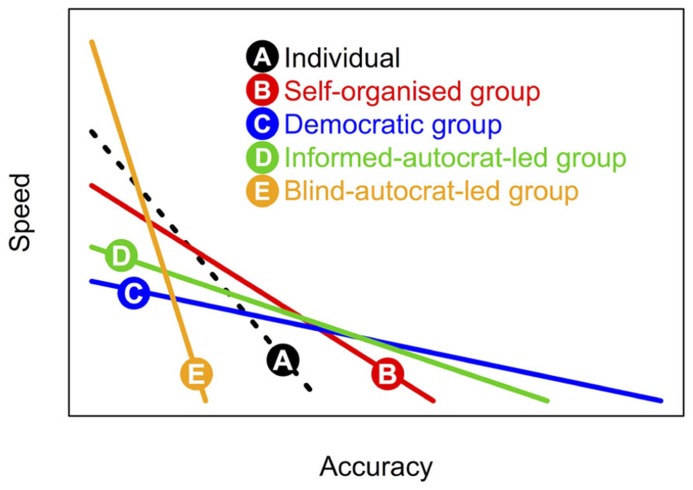 A Individual
B Self-organised group
C Democratic group
D Informed-autocrat-led group
E Blind-autocrat-led group
Speed
D
C
E
A
B
Accuracy